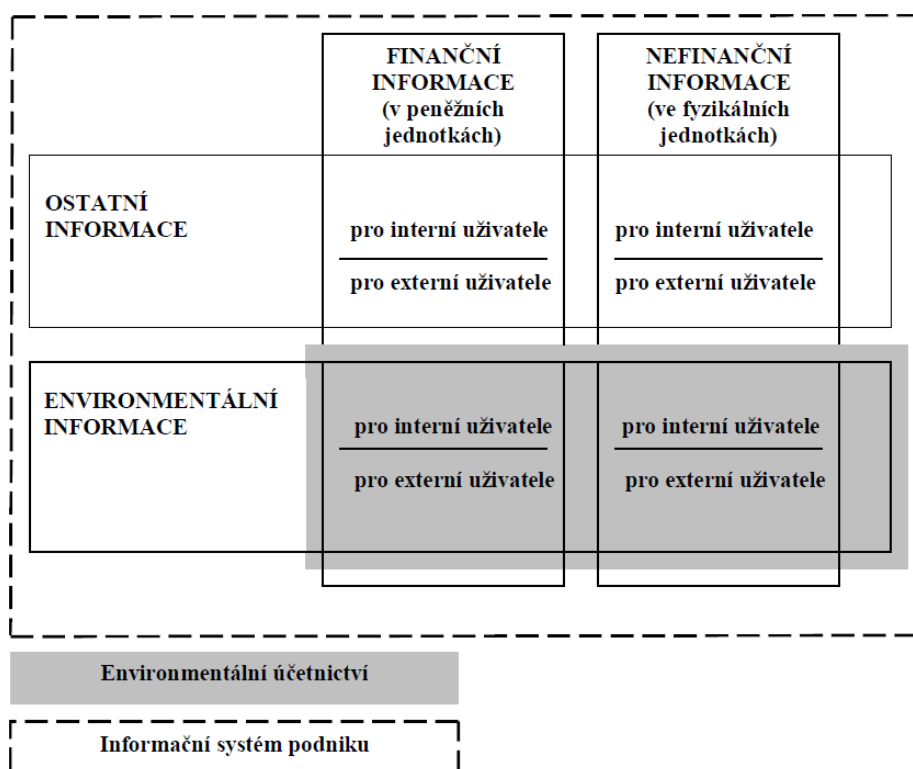 FINANČNÍ
INFORMACE
(v peněžních
jednotkách)
NEFINANČNÍ
INFORMACE
(ve fyzikálních
jednotkách)
OSTATNÍ
INFORMACE
pro interní uživatele
pro externí uživatele
pro interní uživatele
pro externí uživatele
ENVIRONMENTÁLNÍ
INFORMACE
pro interní uživatele
pro externí uživatele
pro interní uživatele
pro externí uživatele
Environmentální účetnictví
Informační systém podniku